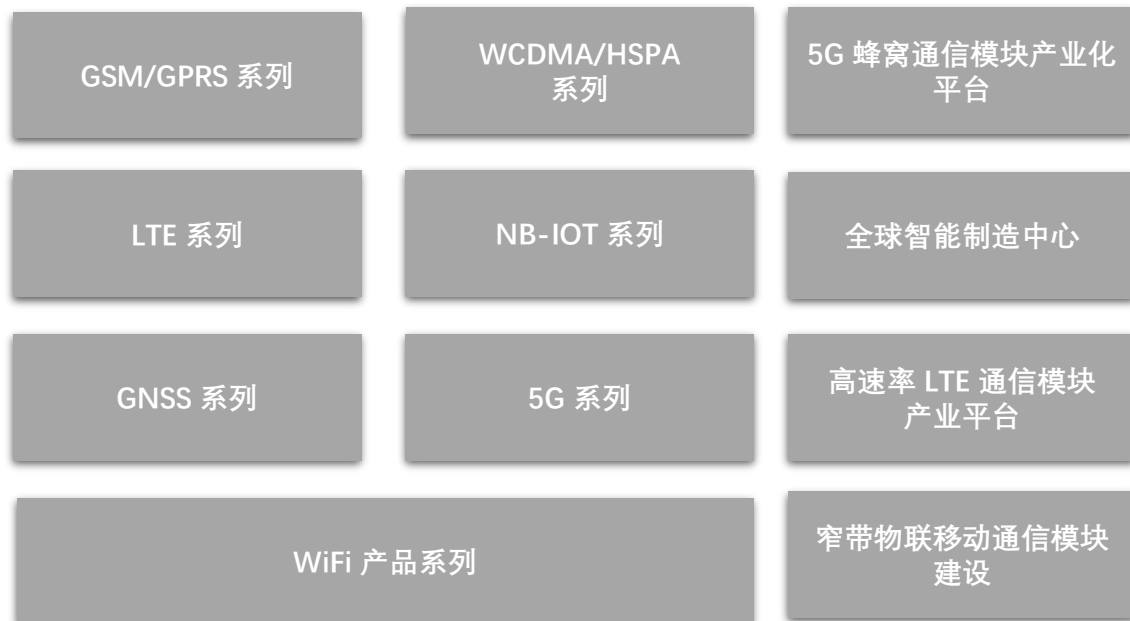 GSM/GPRS 系列
WCDMA/HSPA
系列
5G 蜂窝通信模块产业化
平台
LTE 系列
NB-IOT 系列
全球智能制造中心
GNSS 系列
5G 系列
高速率 LTE 通信模块
产业平台
WiFi 产品系列
窄带物联移动通信模块
建设